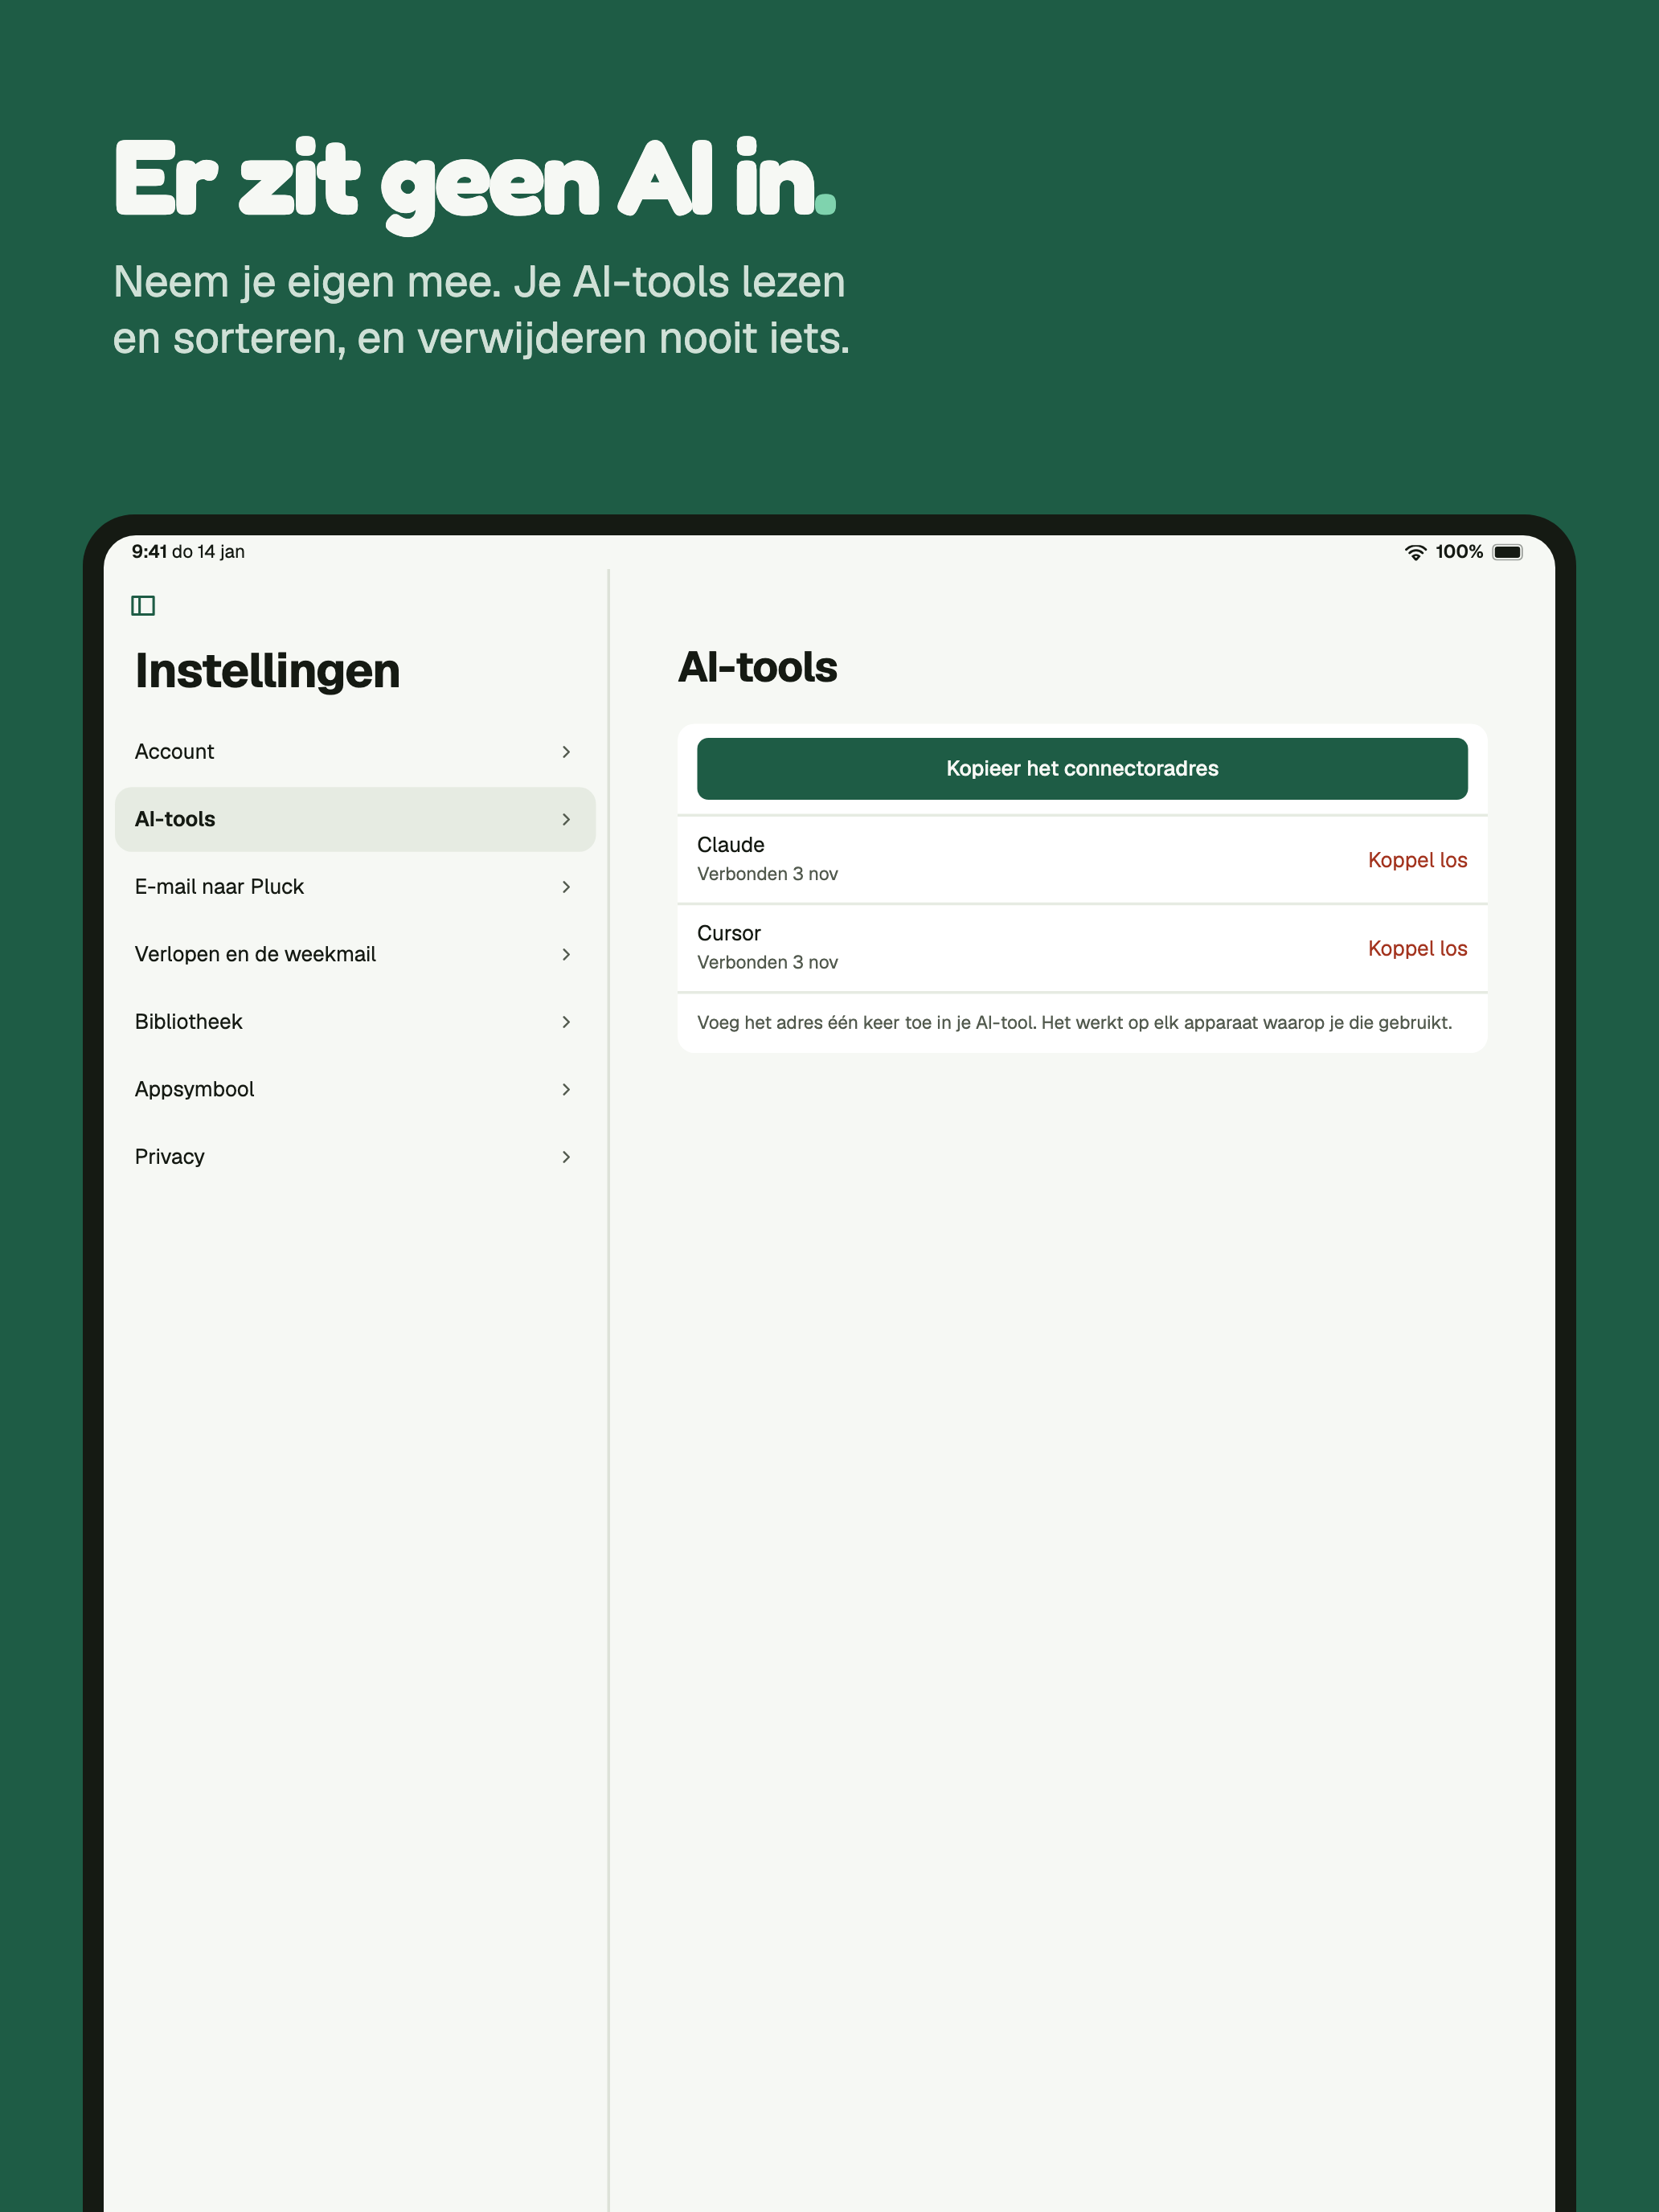 Er zit geen AI in.
Neem je eigen mee. Je AI-tools lezen
en sorteren, en verwijderen nooit iets.
9:41 do 14 jan
100%
Instellingen
Account
AI-tools
E-mail naar Pluck
Verlopen en de weekmail
Bibliotheek
Appsymbool
Privacy
AI-tools
Kopieer het connectoradres
Claude
Verbonden 3 nov
Koppel los
Cursor
Verbonden 3 nov
Koppel los
Voeg het adres één keer toe in je AI-tool. Het werkt op elk apparaat waarop je die gebruikt.